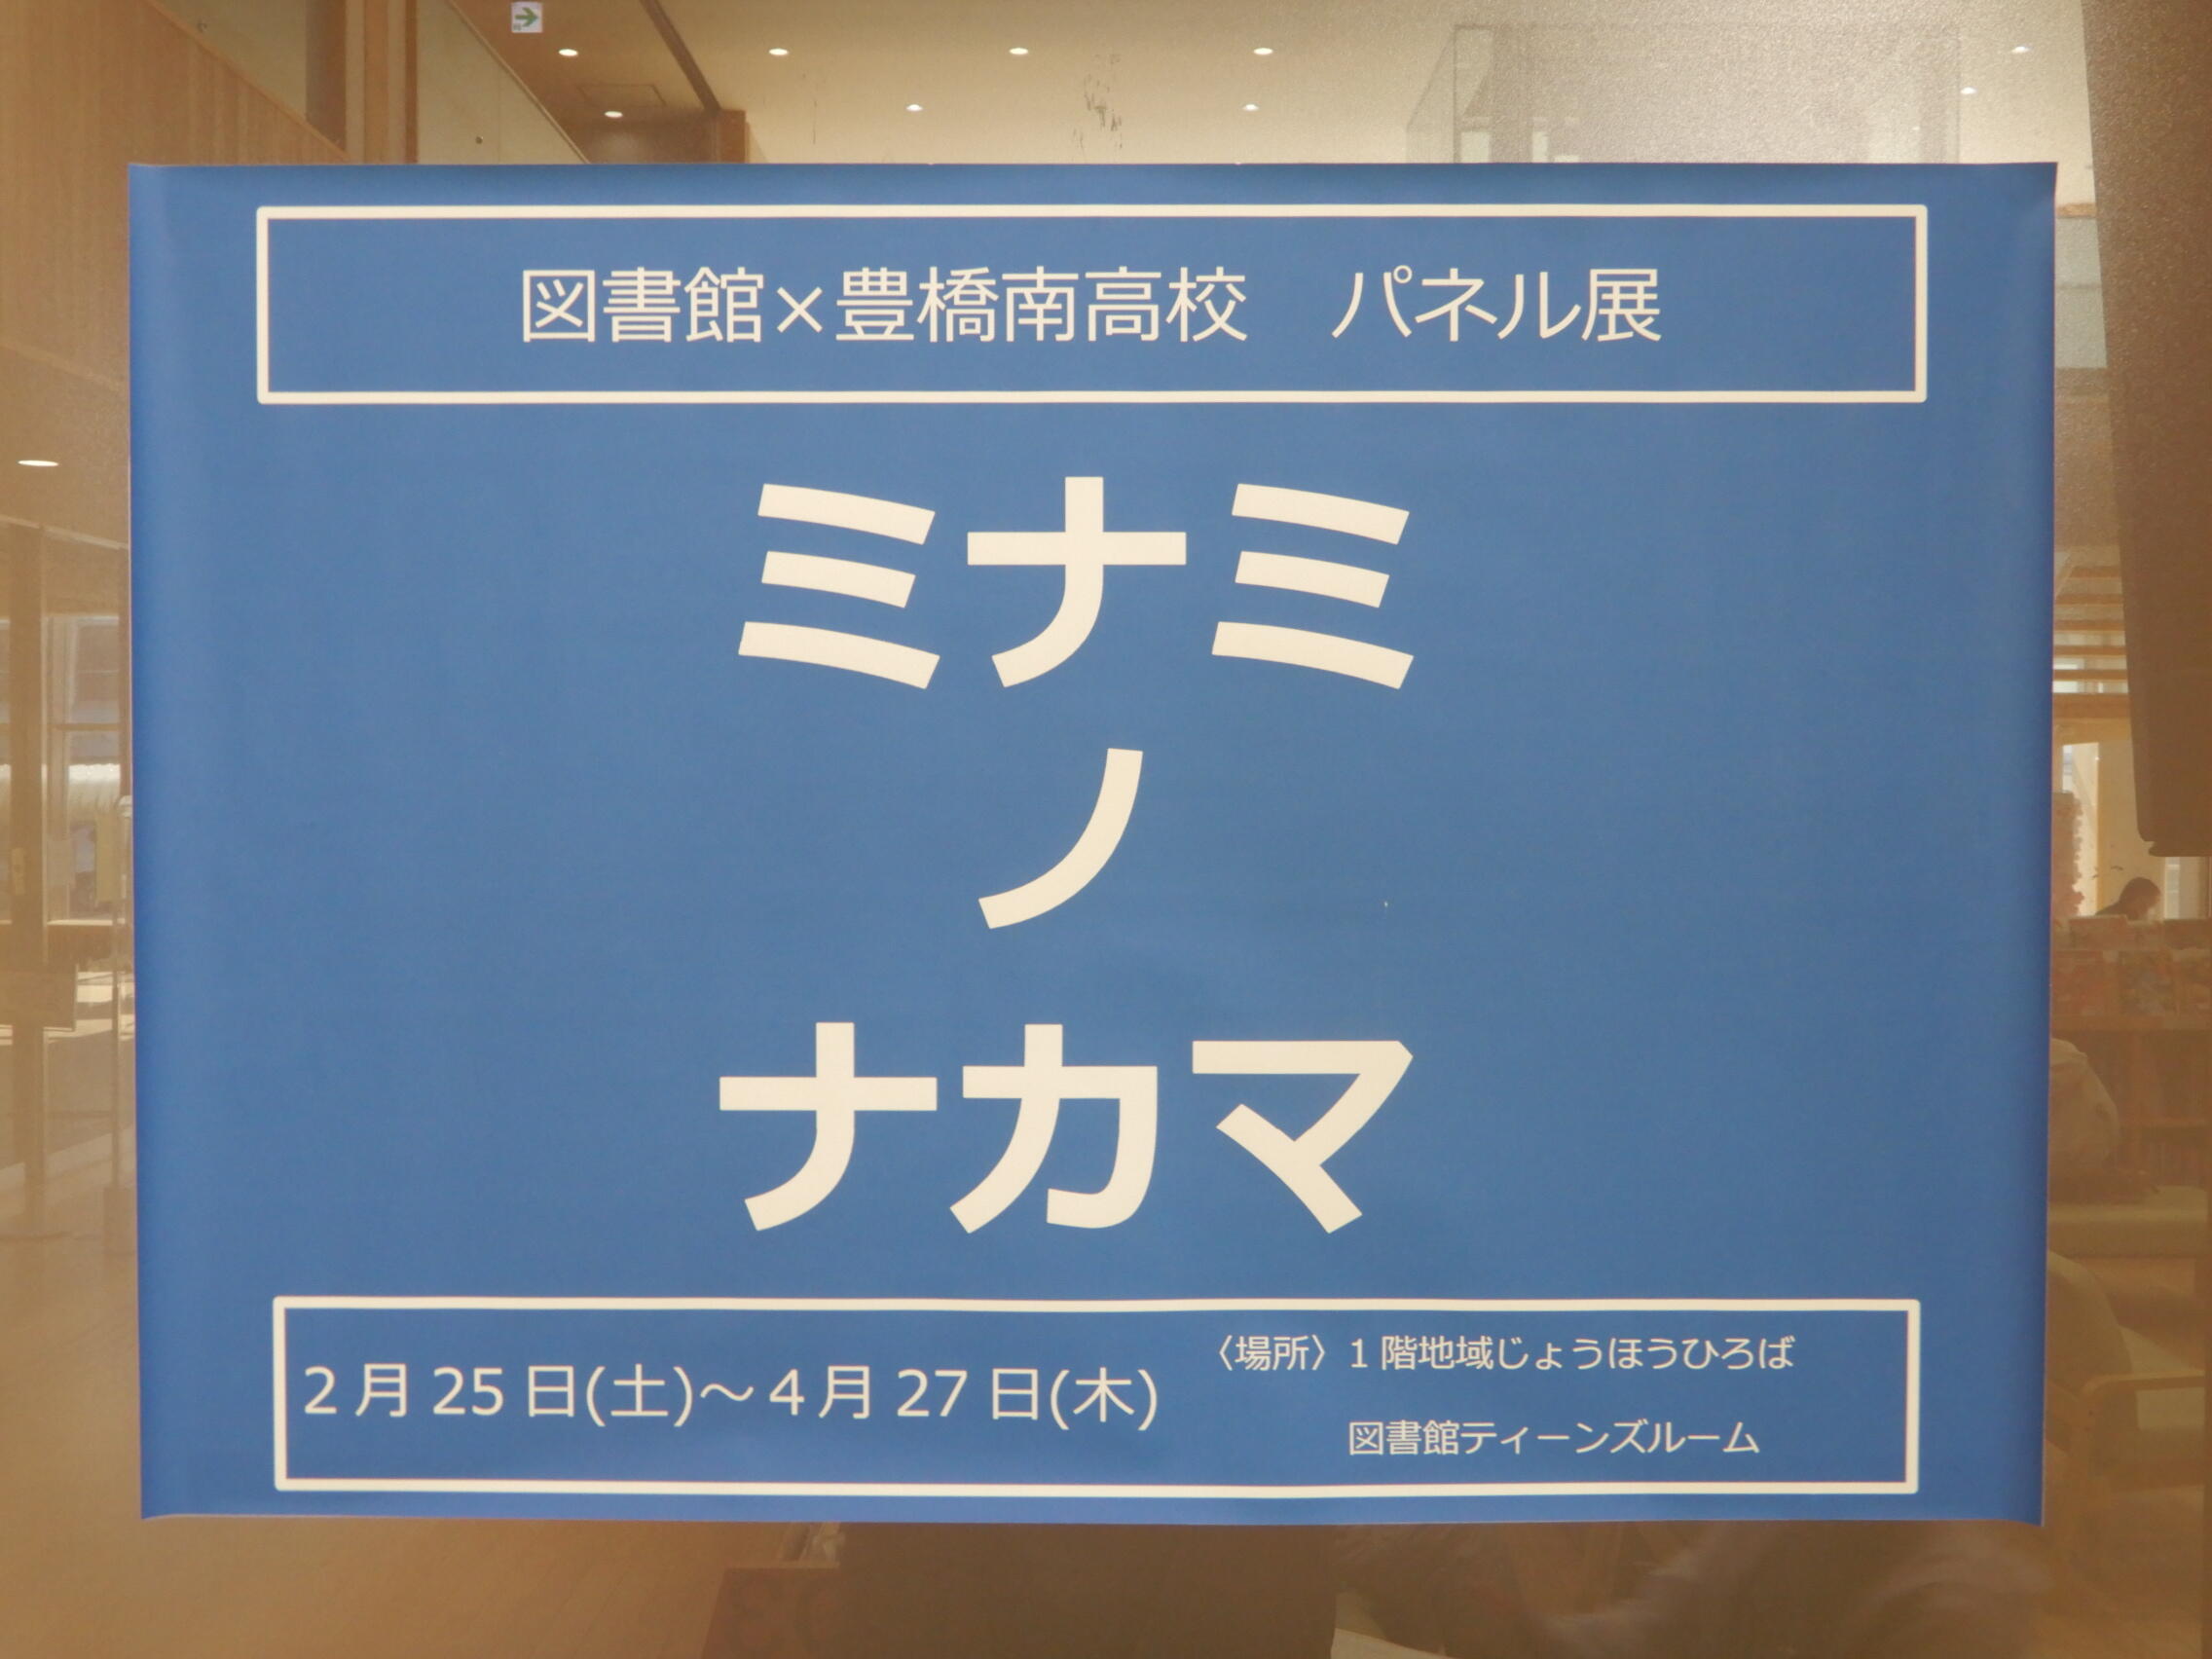 図書館×豊橋南高校　パネル展
ミナミ
ノ
ナカマ
2月25日(土)～4月27日(木)
〈場所〉1階地域じょうほうひろば
図書館ティーンズルーム